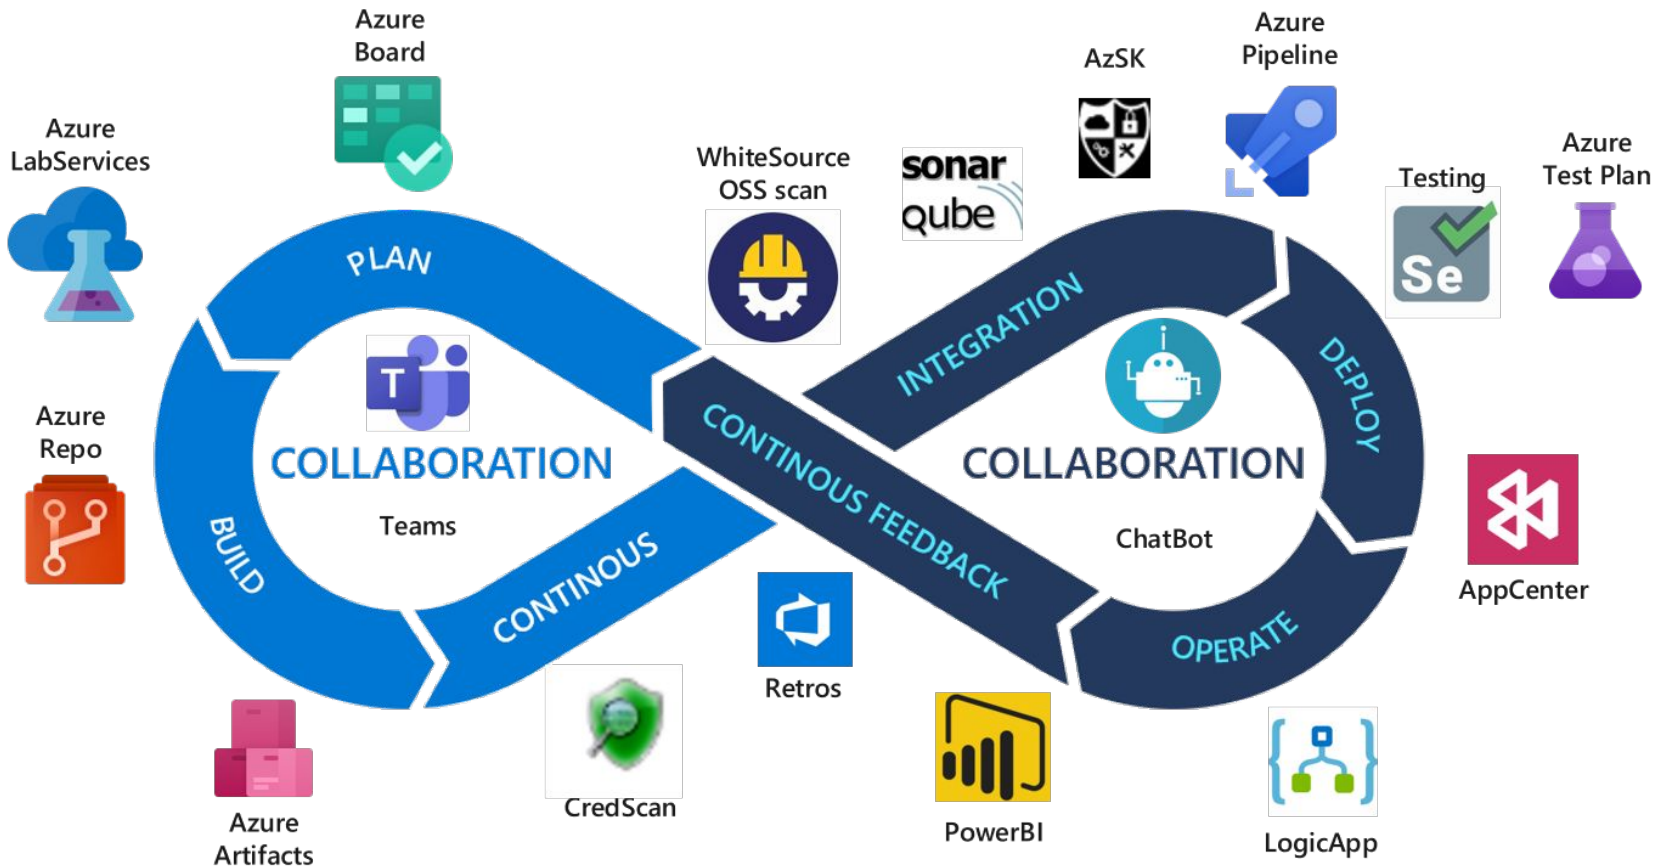 Azure
Board
Azure
Pipeline
AzSK
Azure
LabServices
WhiteSource
OSS scan
sonar
qube
Testing
Azure
Test Plan
PLAN
Se
INTEGRATION
DEPLOY
T
COLLABORATION
Teams
CONTINOUS FEEDBACK
COLLABORATION
ChatBot
Azure
Repo
BUILD
CONTINOUS
AppCenter
OPERATE
Retros
CredScan
PowerBI
LogicApp
Azure
Artifacts